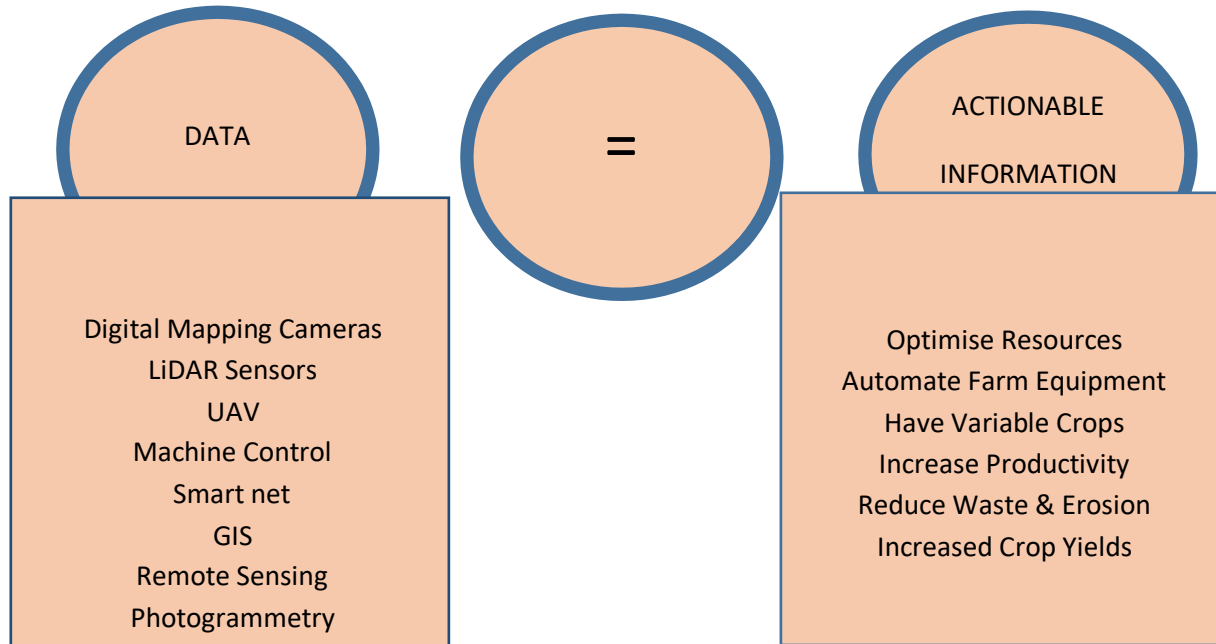 DATA
Digital Mapping Cameras
LiDAR Sensors
UAV
Machine Control
Smart net
GIS
Remote Sensing
Photogrammetry
=
ACTIONABLE
INFORMATION
Optimise Resources
Automate Farm Equipment
Have Variable Crops
Increase Productivity
Reduce Waste & Erosion
Increased Crop Yields